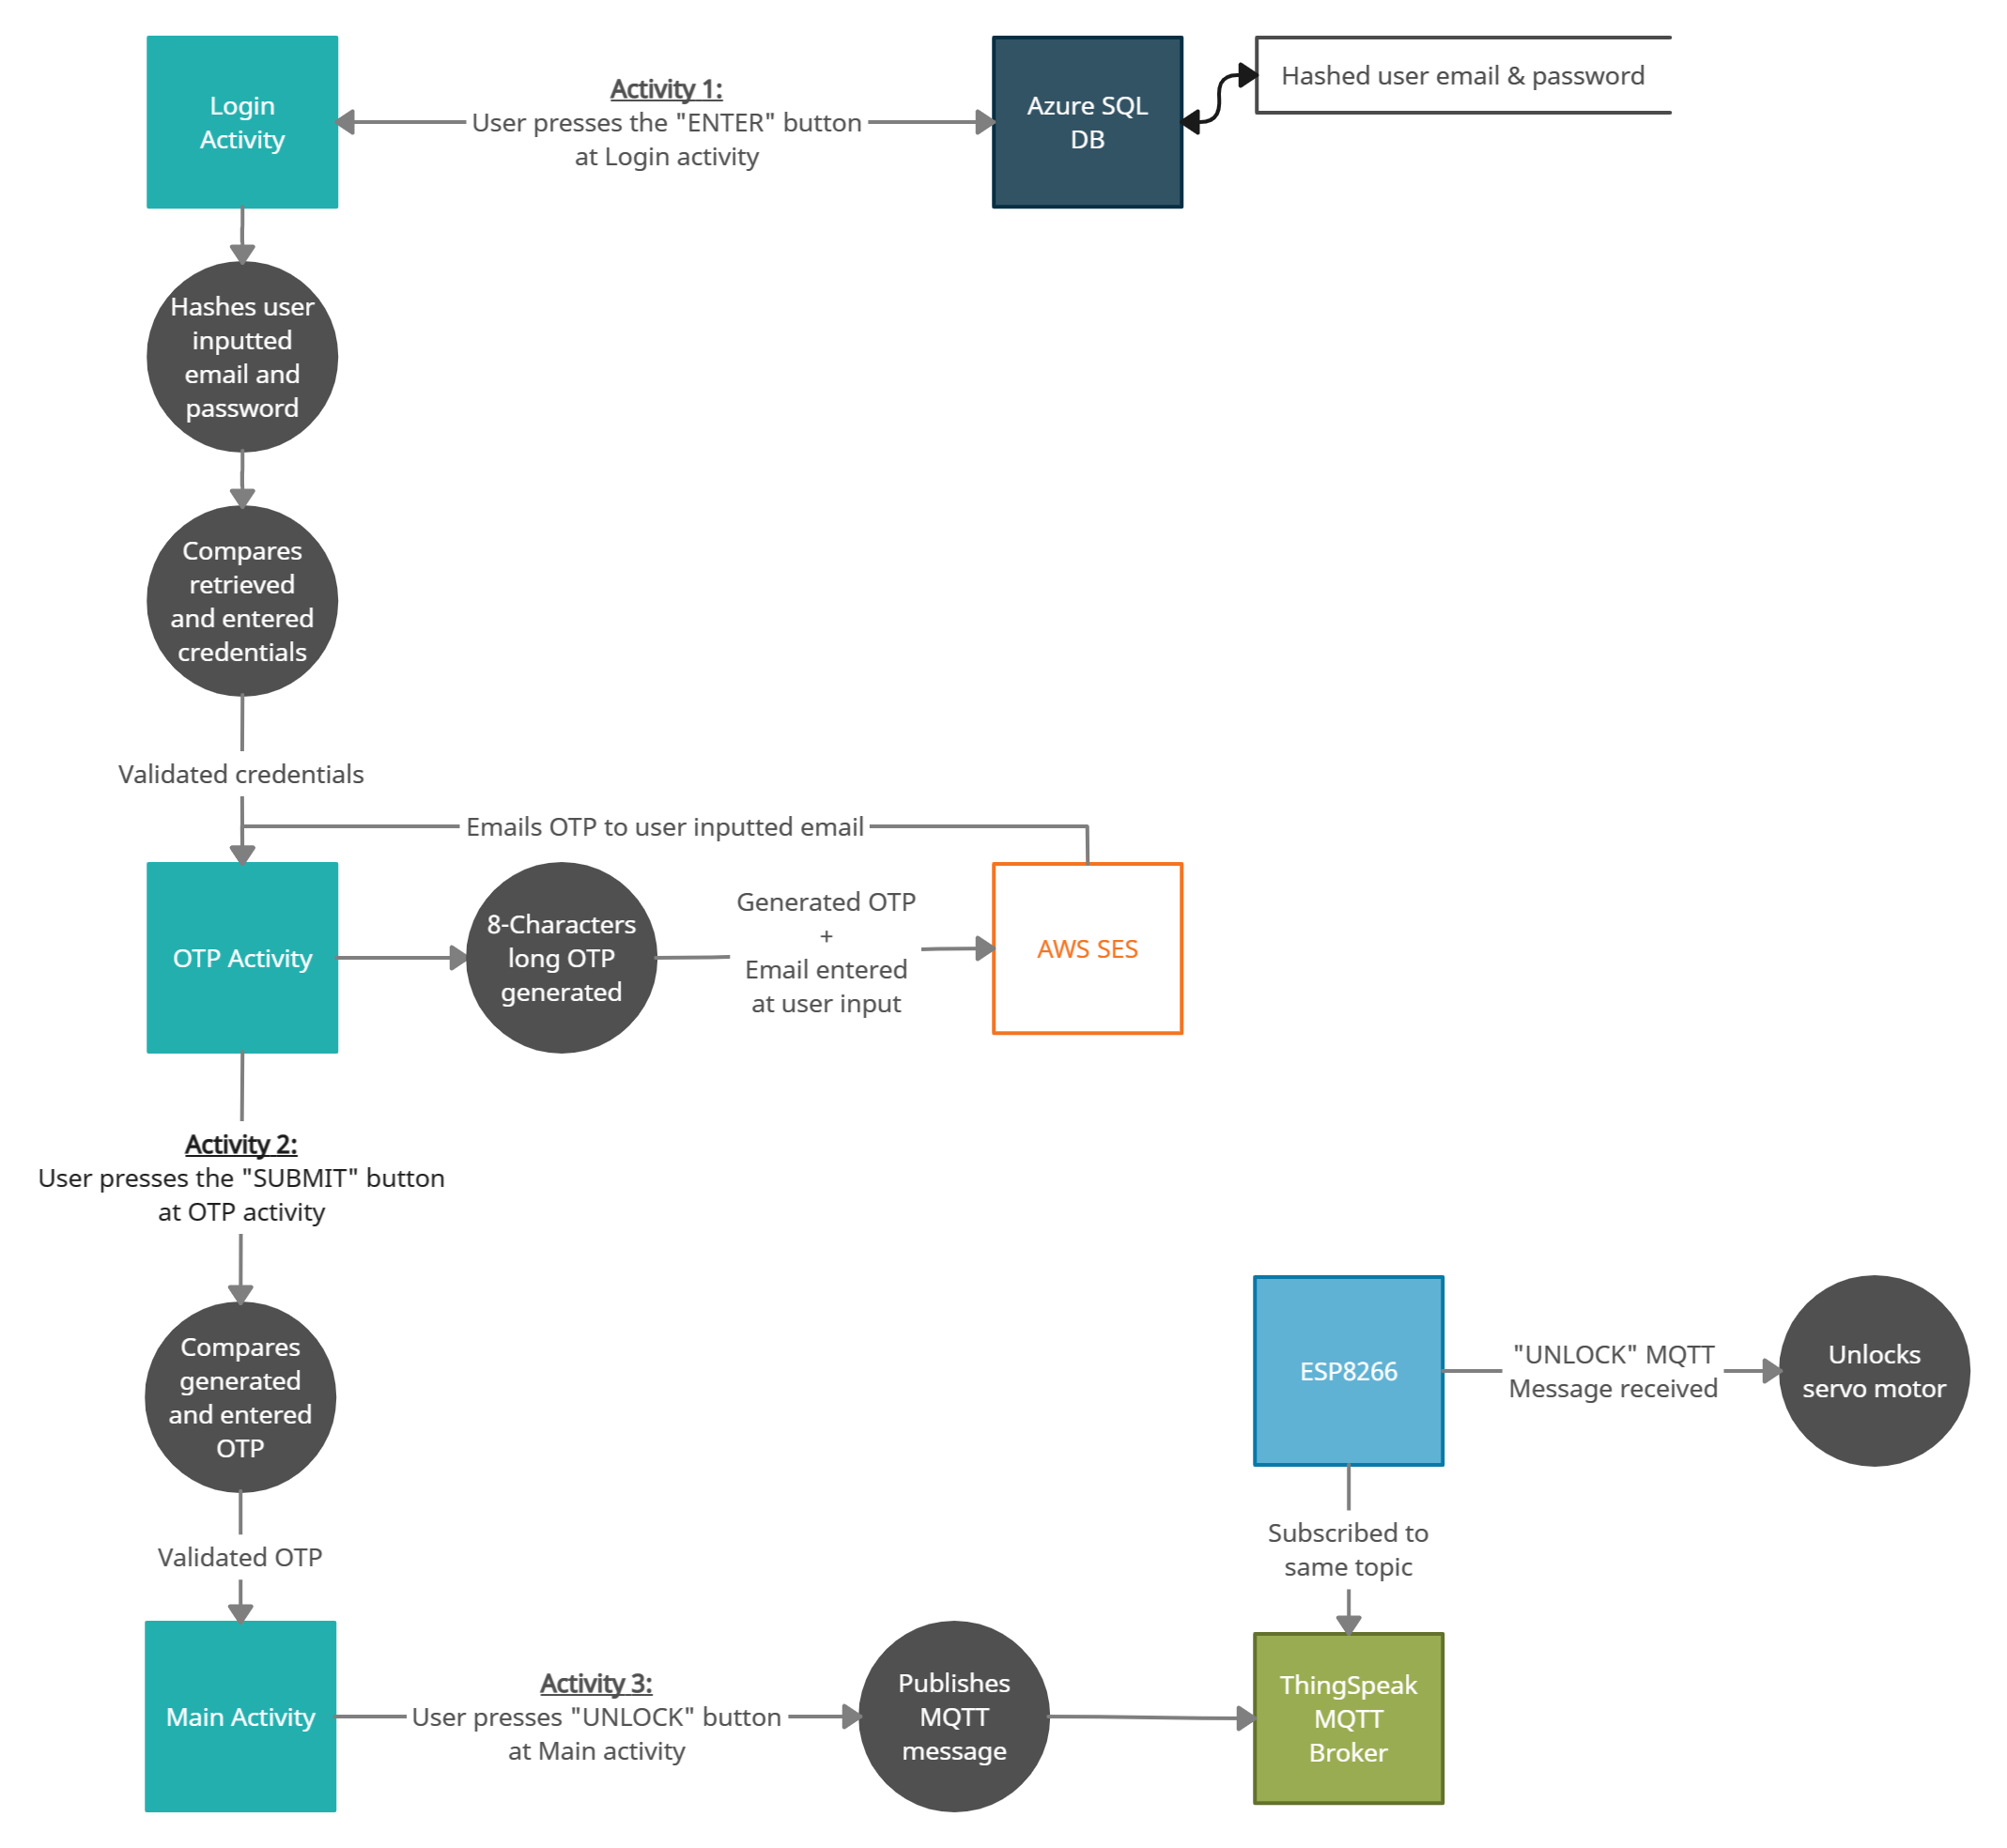 Login
Activity
Activity 1:
User presses the "ENTER" button
at Login activity
Azure SQL
DB
Hashed user email & password
Hashes user
inputted
email and
password
Compares
retrieved
and entered
credentials
Validated credentials
Emails OTP to user inputted email
OTP Activity
8-Characters
long OTP
generated
Generated OTP
+
Email entered
at user input
AWS SES
Activity 2:
User presses the "SUBMIT" button
at OTP activity
Compares
generated
and entered
OTP
ESP8266
"UNLOCK" MQTT
Message received
Unlocks
servo motor
Validated OTP
Subscribed to
same topic
Main Activity
Activity 3:
User presses "UNLOCK" button
at Main activity
Publishes
MQTT
message
ThingSpeak
MQTT
Broker